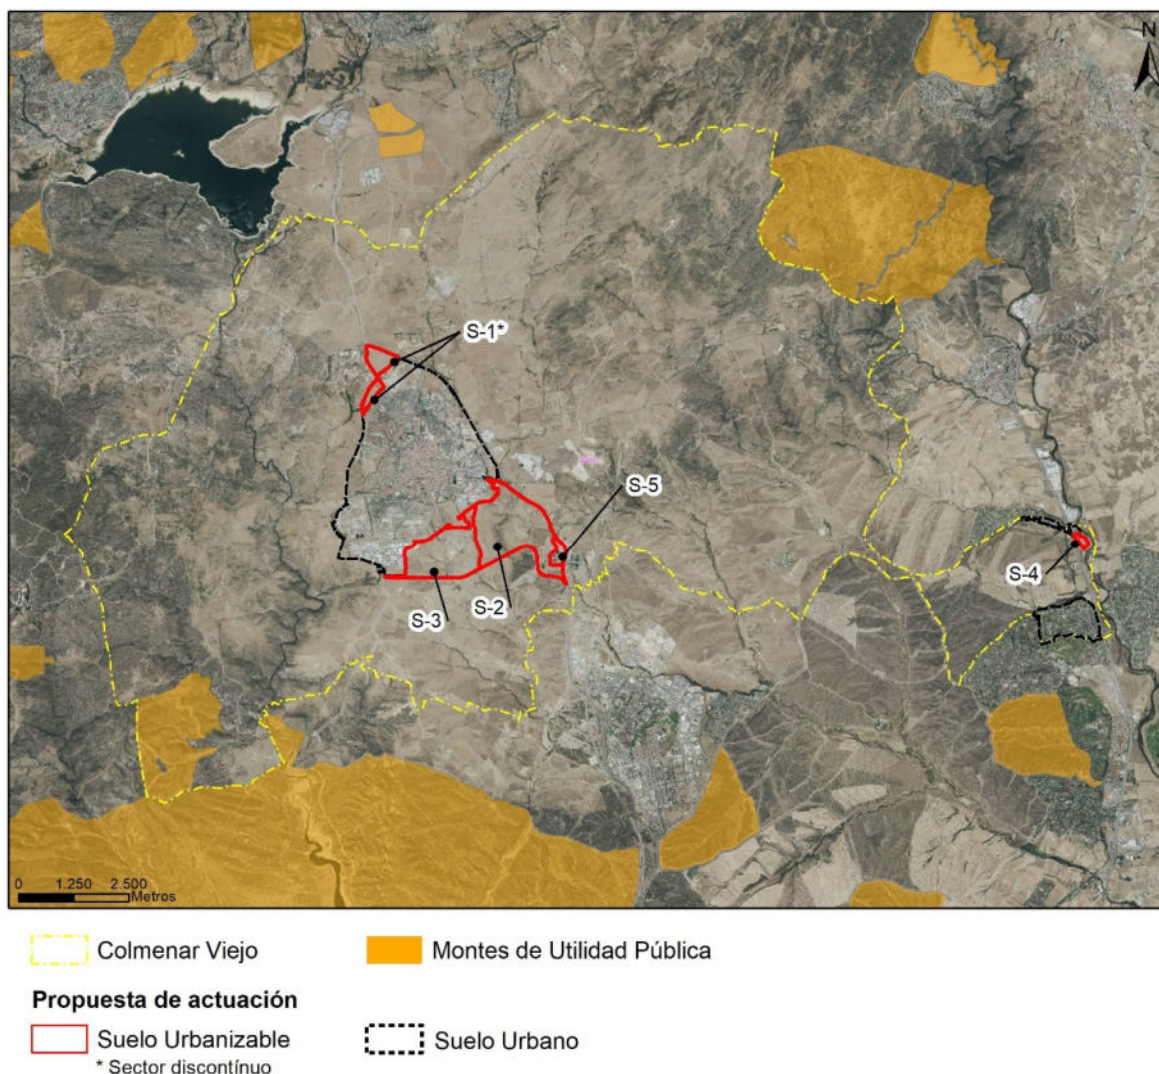 N
S-1*
S-5
S-4
S-2
S-3
0 1.250 2.500
Metros
Colmenar Viejo
Montes de Utilidad Pública
Propuesta de actuación
Suelo Urbanizable
Suelo Urbano
* Sector discontínuo